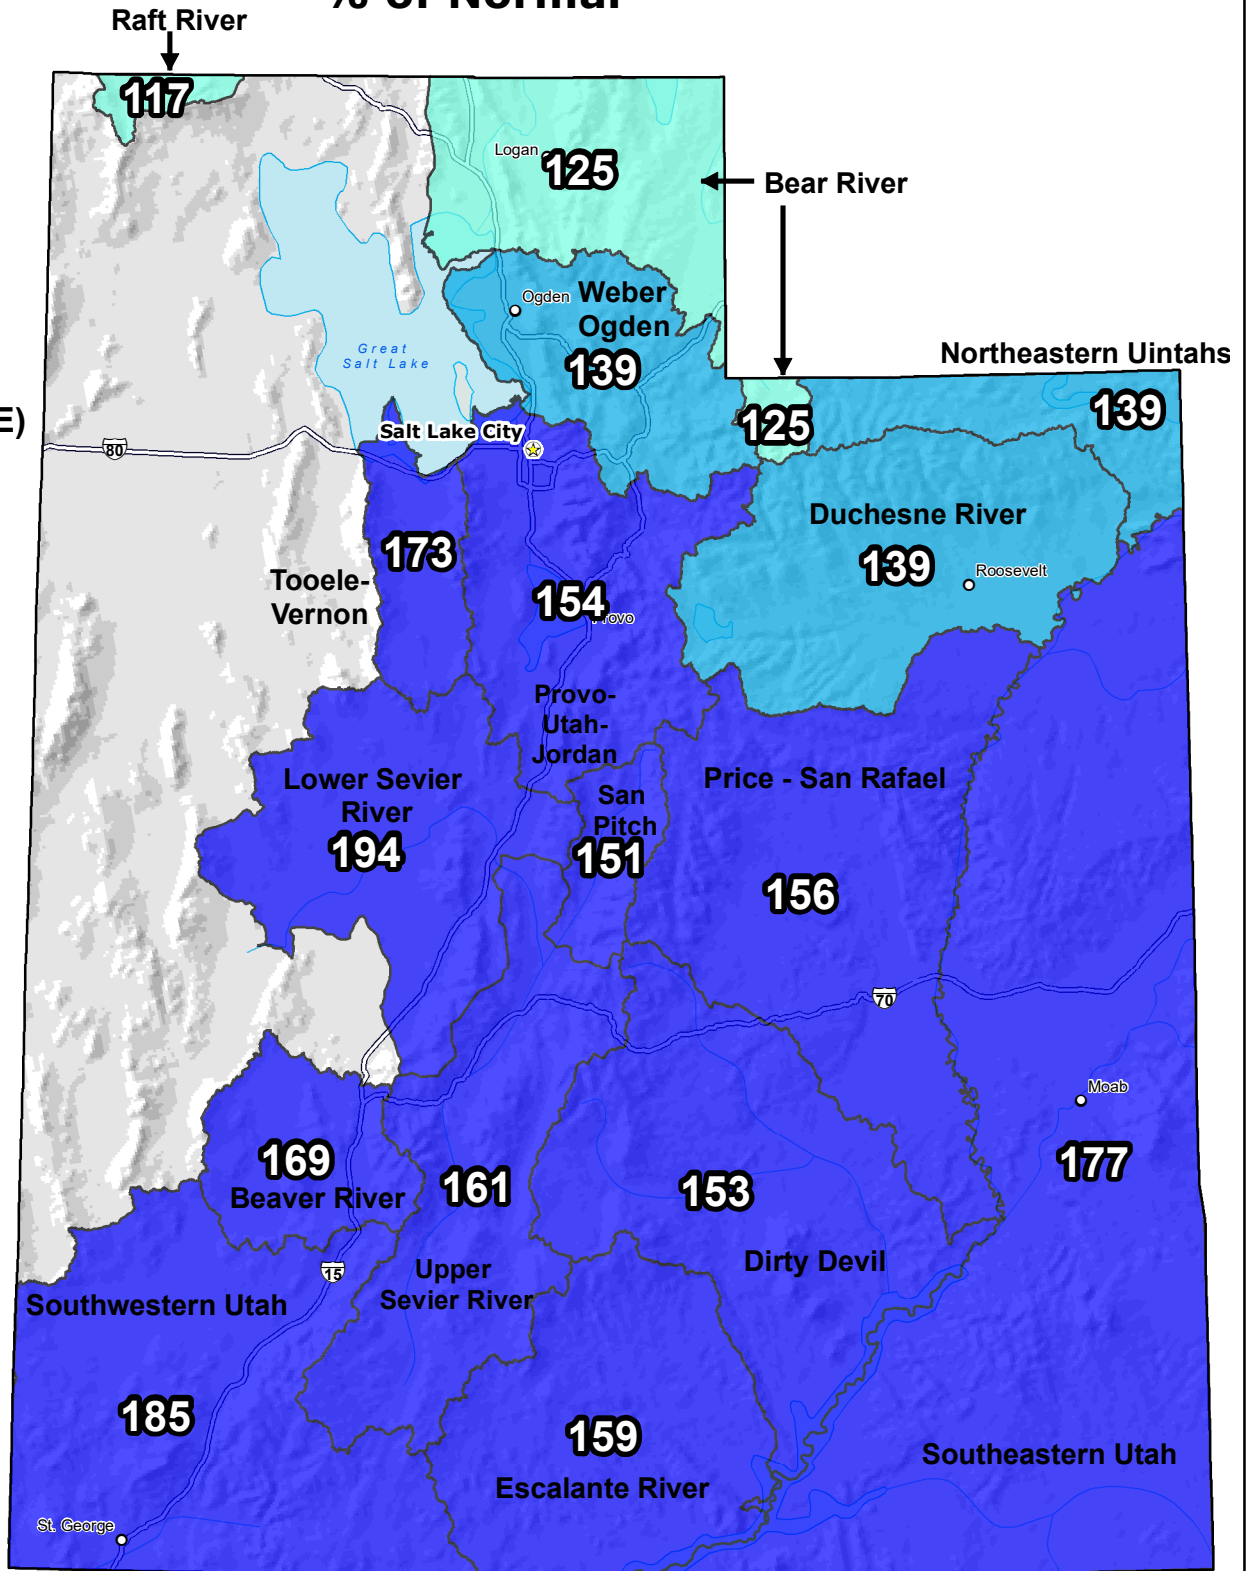 % of Normal
Raft River
117
Logan
125
Bear River
Ogden
Weber
Ogden
139
Great
Salt Lake
Northeastern Uintahs
139
125
E)
Salt Lake City
80
Duchesne River
139
Roosevelt
173
Tooele-
Vernon
154
Provo
Provo-
Utah-
Jordan
Lower Sevier
River
194
San
Pitch
151
Price - San Rafael
156
70
Moab
177
169
Beaver River
161
153
Dirty Devil
Upper
Sevier River
15
Southwestern Utah
185
159
Escalante River
Southeastern Utah
St. George